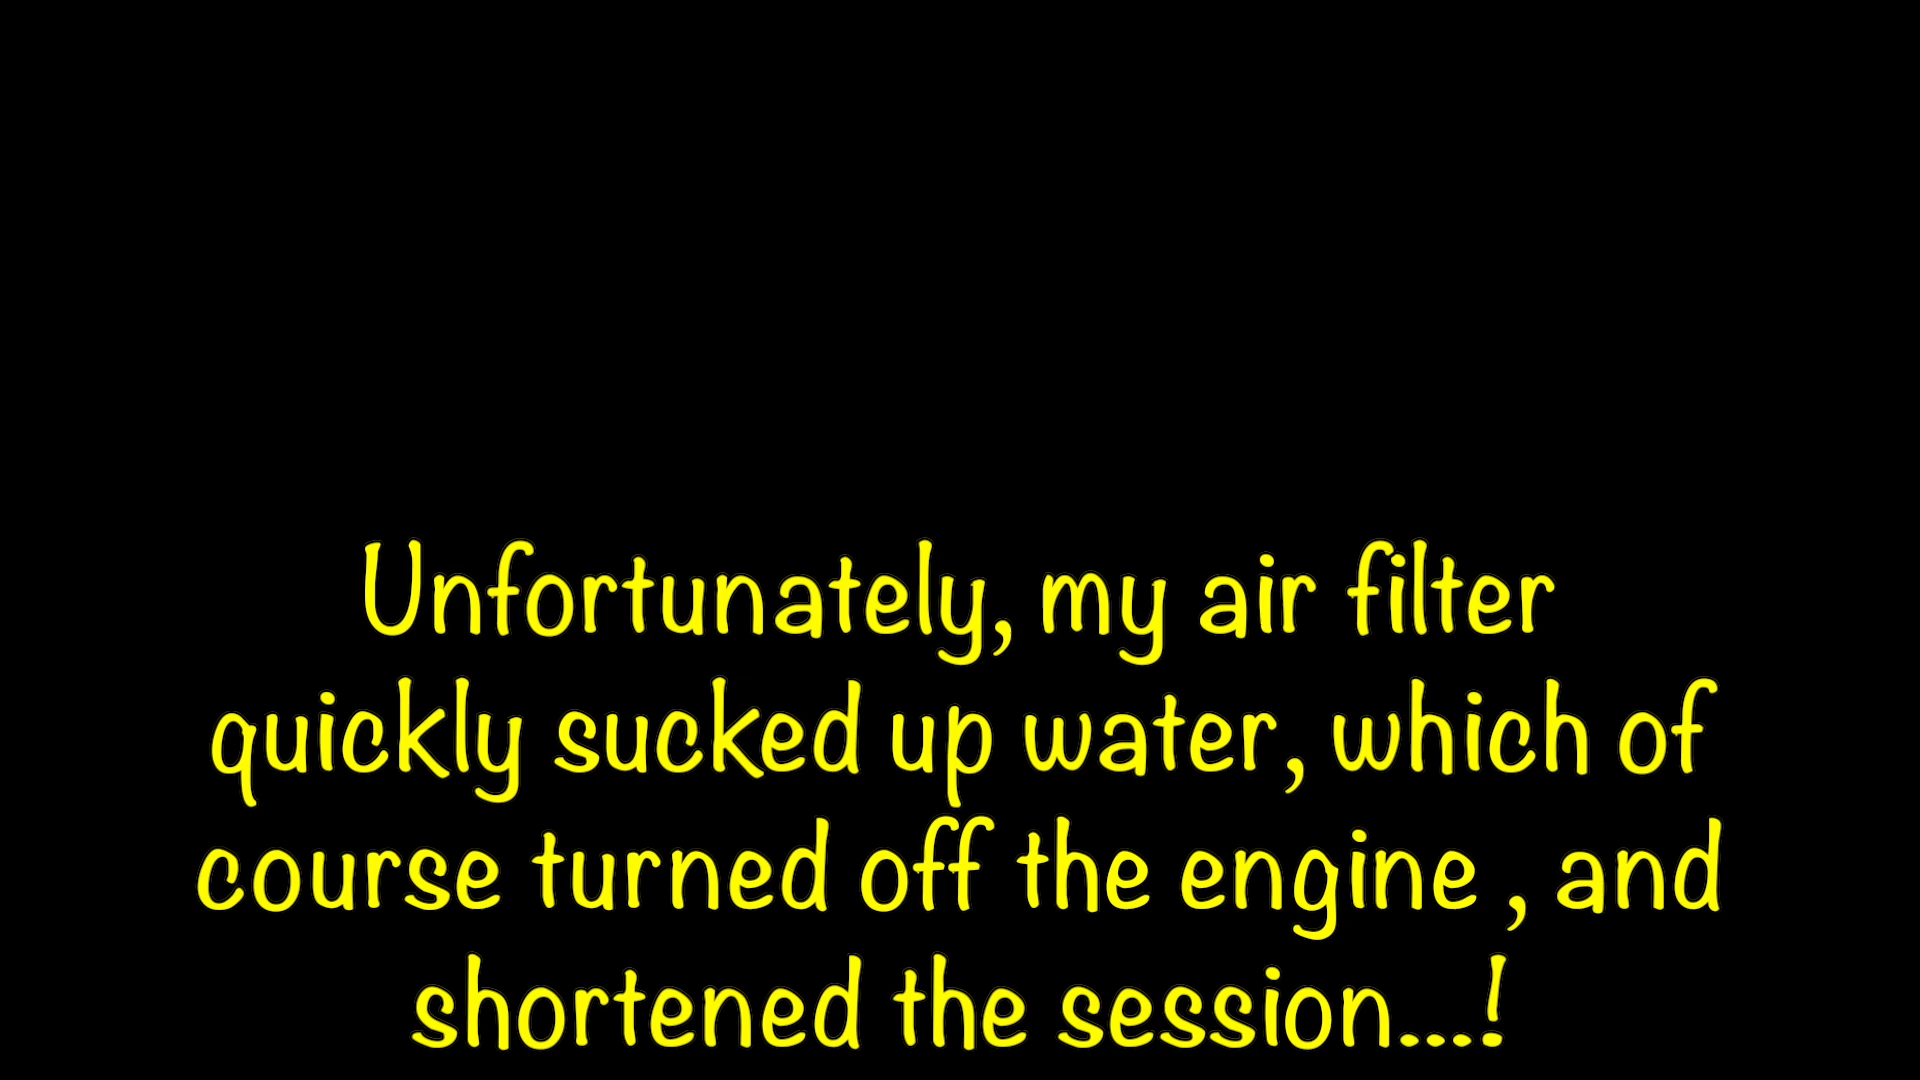 Unfortunately, my air filter
quickly sucked up water, which of
course turned off the engine , and
shortened the session...!